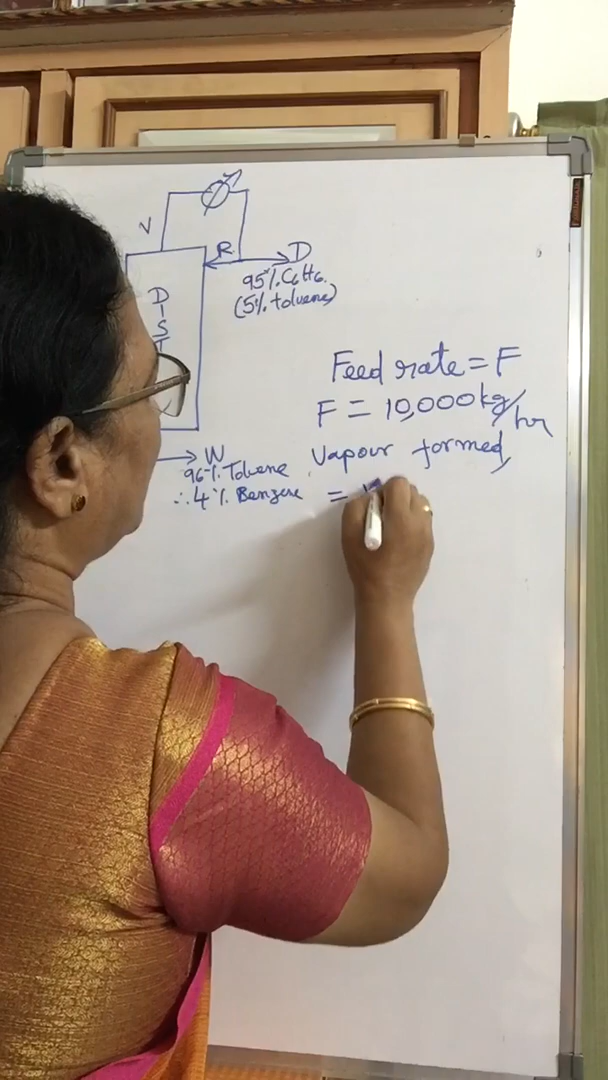 V
R
D
95% C6H6
(5% toluene)
D
I
S
T
Feed rate = F
F = 10,000 kg/hr
W
96% Toluene
∴ 4% Benzene
Vapour formed,
=